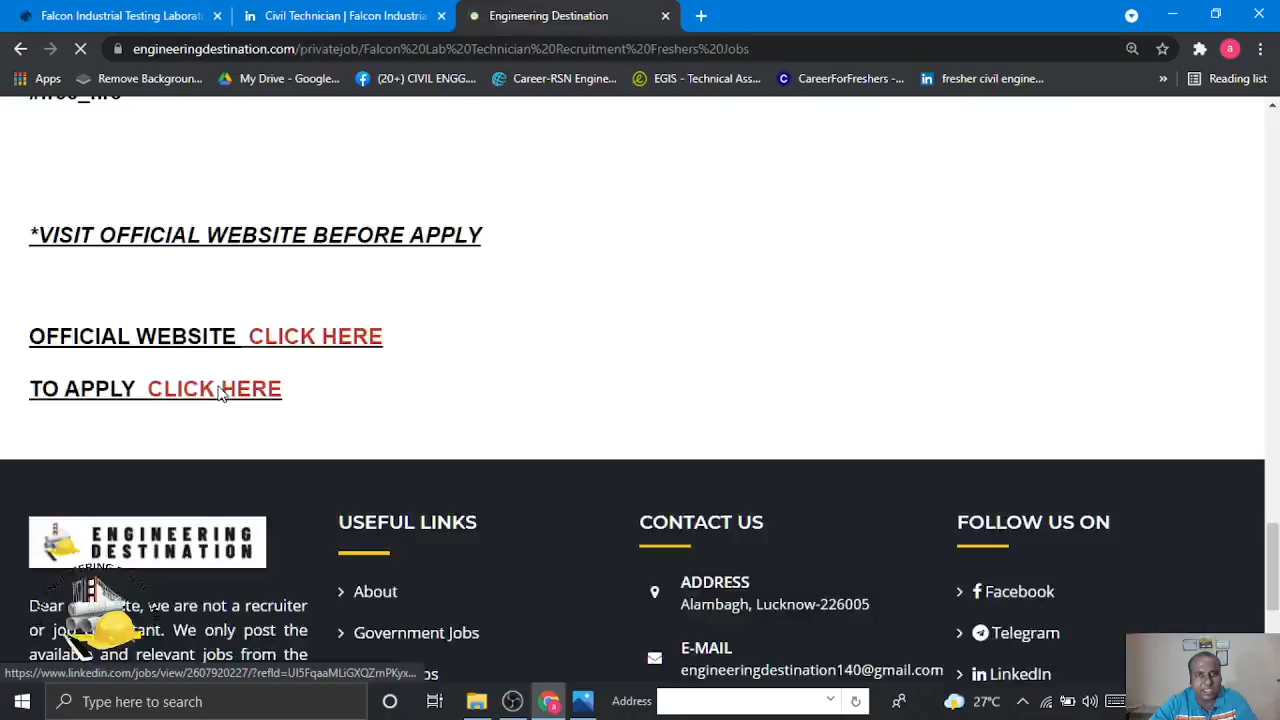 Falcon Industrial Testing Laborat
Civil Technician | Falcon Industria
Engineering Destination
engineeringdestination.com/privatejob/Falcon%20Lab%20Technician%20Recruitment%20Freshers%20Jobs
a
Apps
Remove Backgroun...
My Drive - Google...
(20+) CIVIL ENGG...
Career-RSN Engine...
EGIS - Technical Ass...
CareerForFreshers -...
fresher civil engine...
»
Reading list
*VISIT OFFICIAL WEBSITE BEFORE APPLY
OFFICIAL WEBSITE CLICK HERE
TO APPLY CLICK HERE
ENGINEERING
DESTINATION
Dear we are not a recruiter
or We only post the
relevant jobs from the
USEFUL LINKS
About
Government Jobs
CONTACT US
ADDRESS
Alambagh, Lucknow-226005
E-MAIL
engineeringdestination140@gmail.com
FOLLOW US ON
Facebook
Telegram
LinkedIn
https://www.linkedin.com/jobs/view/2607920227/?refId=UI5FqaaMLiGXQZrnPKyx...
Type here to search
Address
27°C